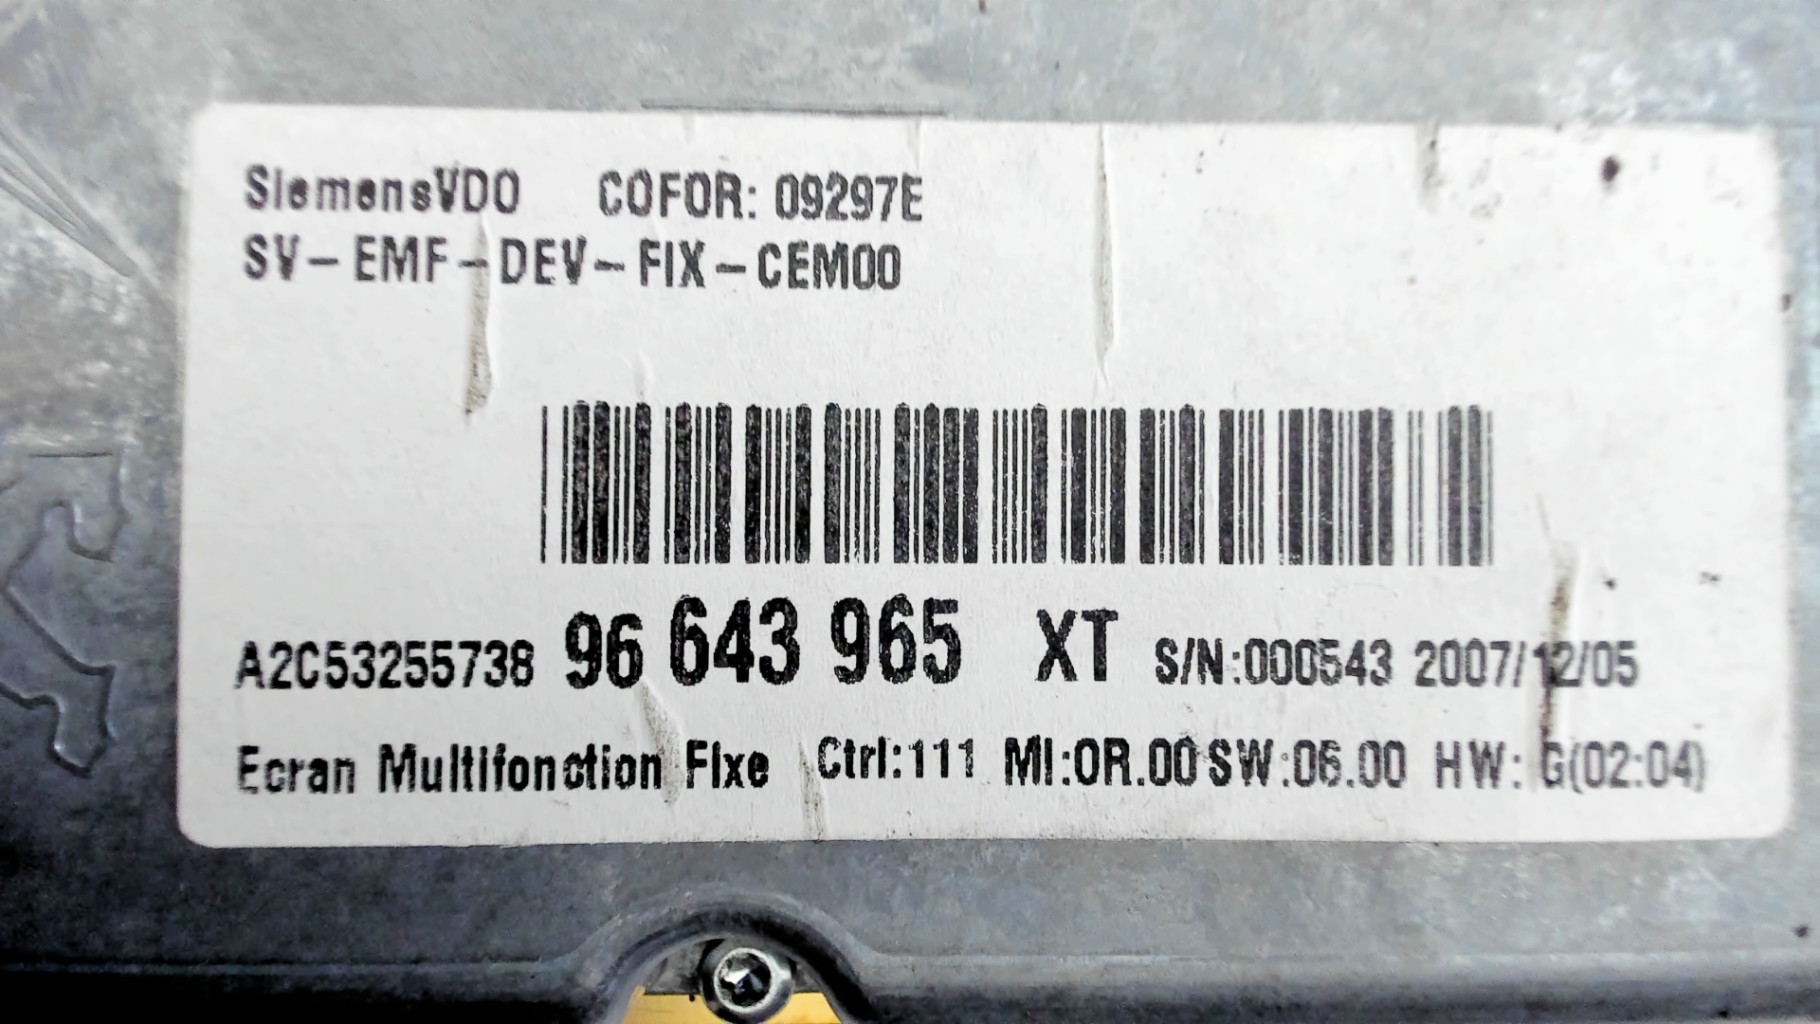 SiemensVDO COFOR: 09297E
SV-EMF-DEV-FIX-CEM00
A2C53255738 96 643 965 XT S/N:000543 2007/12/05
Ecran Multifonction Fixe Ctrl:111 MI:0R.00 SW:06.00 HW: G(02:04)